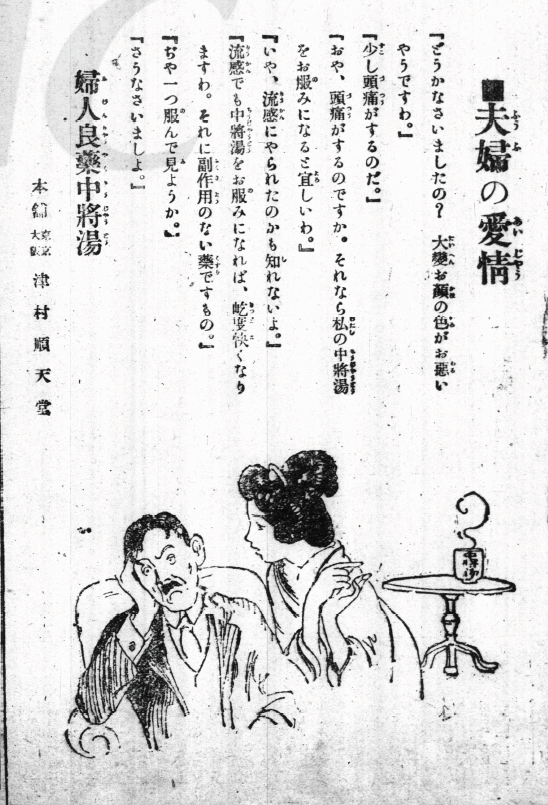 ■夫婦の愛情
『どうかなさいましたの？　大變お顏の色がお惡い
やうですわ。』
『少し頭痛がするのだ。』
『おや、頭痛がするのですか。それなら私の中將湯
をお服みになると宜しいわ。』
『いや、流感にやられたのかも知れないよ。』
『流感でも中將湯をお服みになれば、屹度快くなり
ますわ。それに副作用のない藥ですもの。』
『ぢや一つ服んで見ようか。』
『さうなさいましよ。』
婦人良藥中將湯
本舗　東京　大阪　津村順天堂
中將湯